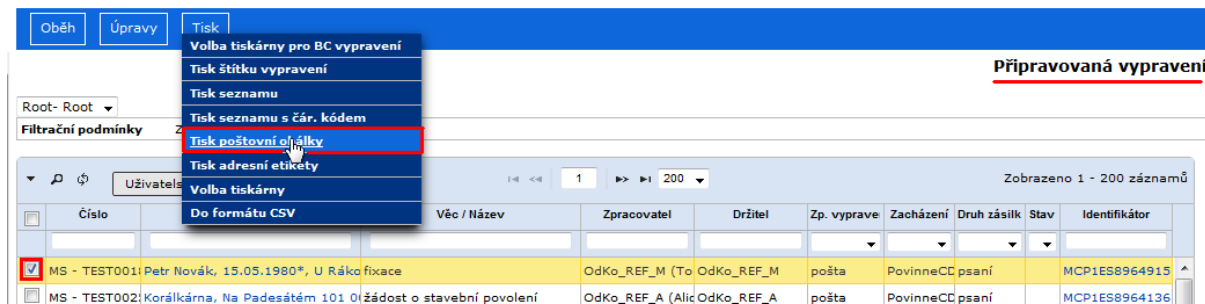 Oběh Úpravy Tisk
Volba tiskárny pro BC vypravení
Tisk štítku vypravení
Připravovaná vypravení
Tisk seznamu
Root- Root
Tisk seznamu s čár. kódem
Filtrační podmínky Z
Tisk poštovní obálky
Tisk adresní etikety
Uživatels 1 200 Zobrazeno 1 - 200 záznamů
Volba tiskárny
Do formátu CSV
Číslo Věc / Název Zpracovatel Držitel Zp. vyprave Zacházení Druh zásilk Stav Identifikátor
MS - TEST001 Petr Novák, 15.05.1980*, U Ráko fixace OdKo_REF_M (To OdKo_REF_M pošta PovinneCD psaní MCP1ES8964915
MS - TEST002 Korálkárna, Na Padesátém 101 0 žádost o stavební povolení OdKo_REF_A (Alic OdKo_REF_A pošta PovinneCD psaní MCP1ES8964136